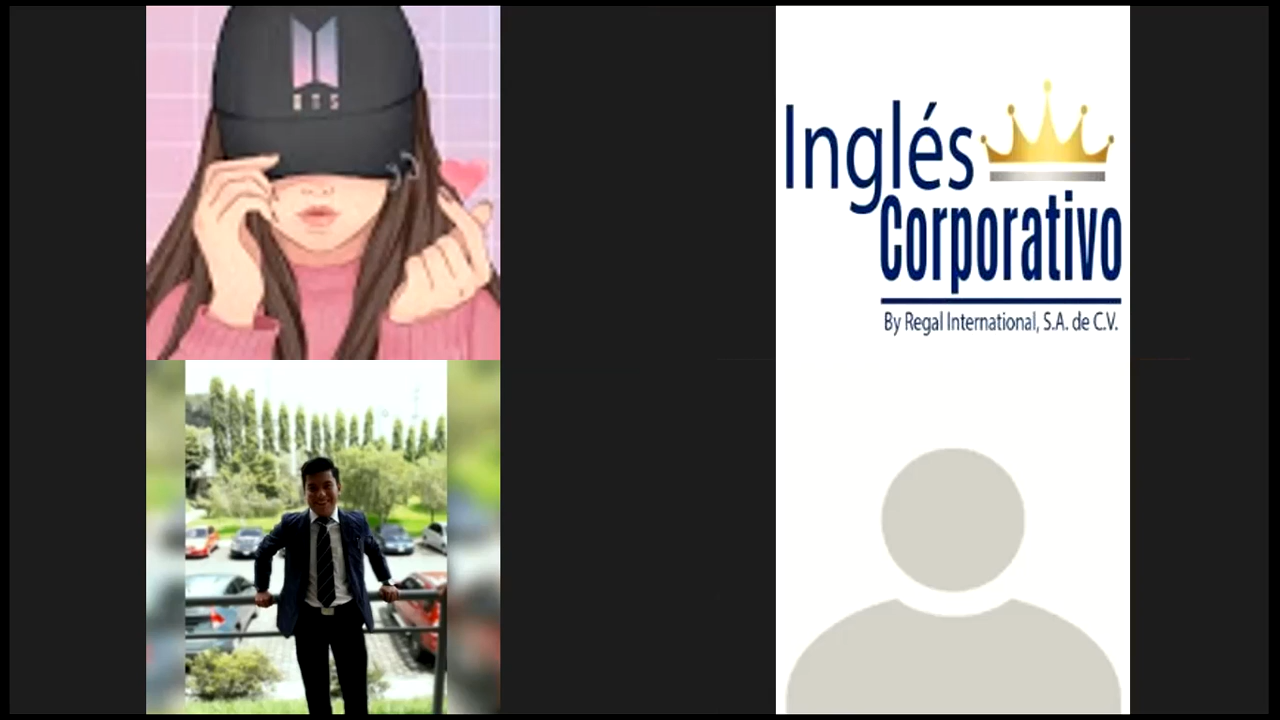 BTS
Inglés
Corporativo
By Regal International, S.A. de C.V.